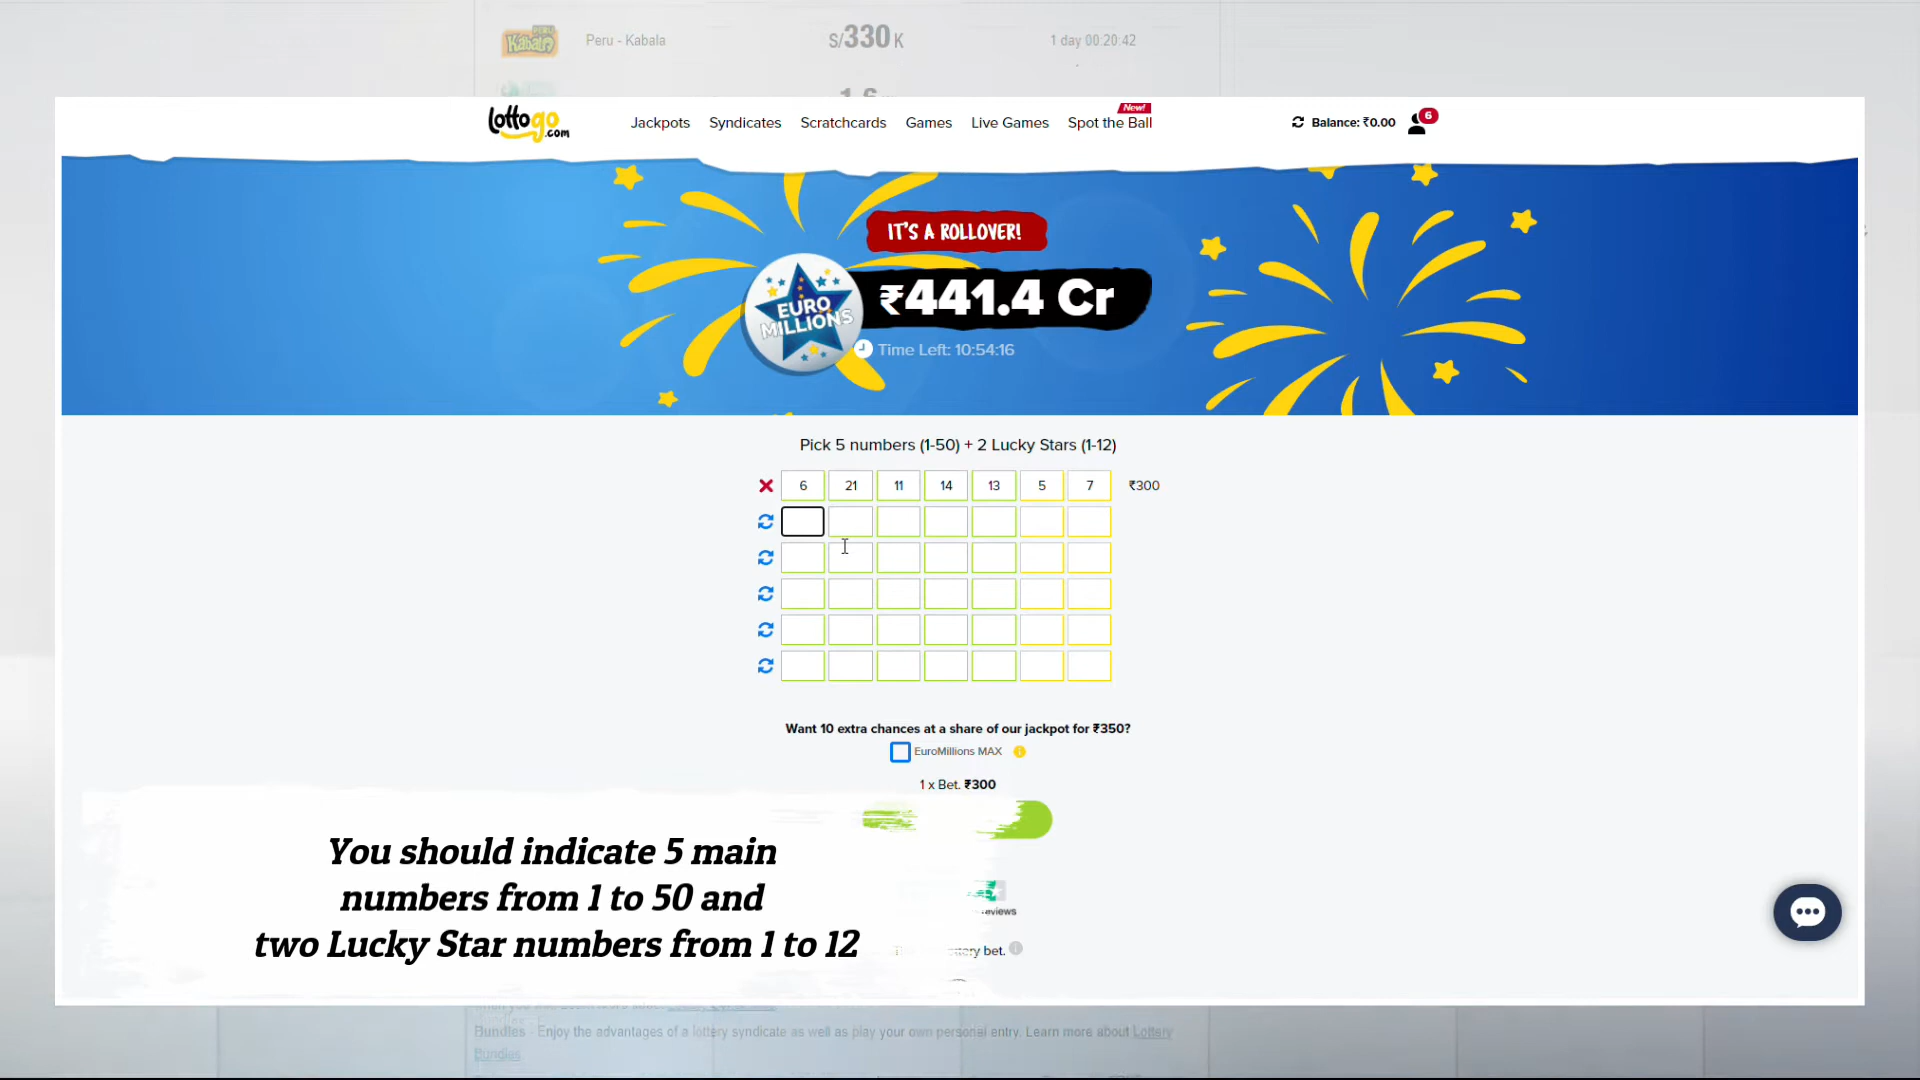 Kabala
Peru - Kabala
S/330 K
1 day 00:20:42
lottogo.com
Jackpots
Syndicates
Scratchcards
Games
Live Games
New!
Spot the Ball
Balance: ₹0.00
6
IT'S A ROLLOVER!
EURO
MILLIONS
₹441.4 Cr
Time Left: 10:54:16
Pick 5 numbers (1-50) + 2 Lucky Stars (1-12)
6 21 11 14 13 5 7 ₹300
Want 10 extra chances at a share of our jackpot for ₹350?
EuroMillions MAX
1 x Bet. ₹300
You should indicate 5 main
numbers from 1 to 50 and
two Lucky Star numbers from 1 to 12
bet.
Bundles - Enjoy the advantages of a lottery syndicate as well as play your own personal entry. Learn more about Lottery
Bundles.